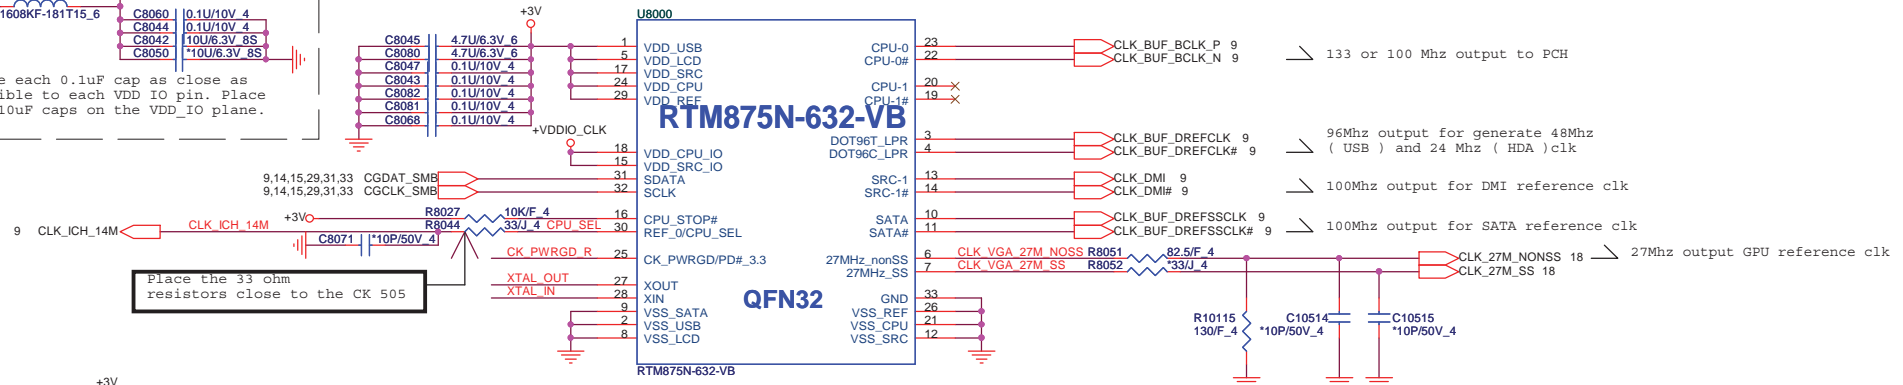 1608KF-181T15_6
C8060 0.1U/10V_4
C8044 0.1U/10V_4
C8042 10U/6.3V_8S
C8050 *10U/6.3V_8S
e each 0.1uF cap as close as
ible to each VDD IO pin. Place
10uF caps on the VDD_IO plane.
+3V
C8045 4.7U/6.3V_6
C8080 4.7U/6.3V_6
C8047 0.1U/10V_4
C8043 0.1U/10V_4
C8082 0.1U/10V_4
C8081 0.1U/10V_4
C8068 0.1U/10V_4
+VDDIO_CLK
9,14,15,29,31,33 CGDAT_SMB
9,14,15,29,31,33 CGCLK_SMB
+3V
R8027 10K/F_4
9 CLK_ICH_14M
CLK_ICH_14M
R8044 33/J_4 CPU_SEL
C8071 *10P/50V_4
CK_PWRGD_R
Place the 33 ohm
resistors close to the CK 505
XTAL_OUT
XTAL_IN
+3V
U8000
1 VDD_USB
5 VDD_LCD
17 VDD_SRC
24 VDD_CPU
29 VDD_REF
RTM875N-632-VB
18 VDD_CPU_IO
15 VDD_SRC_IO
31 SDATA
32 SCLK
16 CPU_STOP#
30 REF_0/CPU_SEL
25 CK_PWRGD/PD#_3.3
27 XOUT
28 XIN
9 VSS_SATA
2 VSS_USB
8 VSS_LCD
QFN32
RTM875N-632-VB
CPU-0 23 CLK_BUF_BCLK_P 9
CPU-0# 22 CLK_BUF_BCLK_N 9
133 or 100 Mhz output to PCH
CPU-1 20
CPU-1# 19
DOT96T_LPR 3 CLK_BUF_DREFCLK 9
DOT96C_LPR 4 CLK_BUF_DREFCLK# 9
96Mhz output for generate 48Mhz
( USB ) and 24 Mhz ( HDA )clk
SRC-1 13 CLK_DMI 9
SRC-1# 14 CLK_DMI# 9
100Mhz output for DMI reference clk
SATA 10 CLK_BUF_DREFSSCLK 9
SATA# 11 CLK_BUF_DREFSSCLK# 9
100Mhz output for SATA reference clk
27MHz_nonSS 6 CLK_VGA_27M_NOSS R8051 82.5/F_4 CLK_27M_NONSS 18
27MHz_SS 7 CLK_VGA_27M_SS R8052 *33/J_4 CLK_27M_SS 18
27Mhz output GPU reference clk
GND 33
VSS_REF 26
VSS_CPU 21
VSS_SRC 12
R10115
130/F_4
C10514
*10P/50V_4
C10515
*10P/50V_4